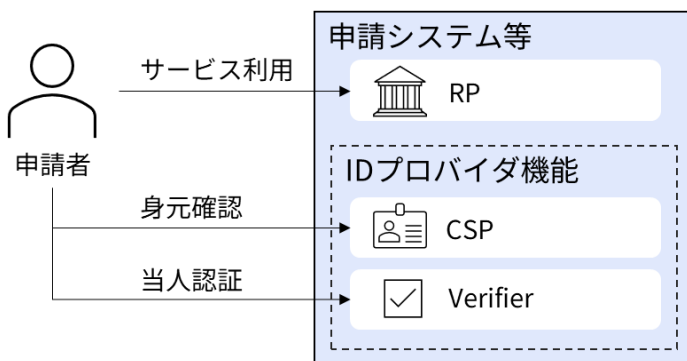 申請システム等
サービス利用
RP
申請者
IDプロバイダ機能
身元確認
CSP
当人認証
Verifier